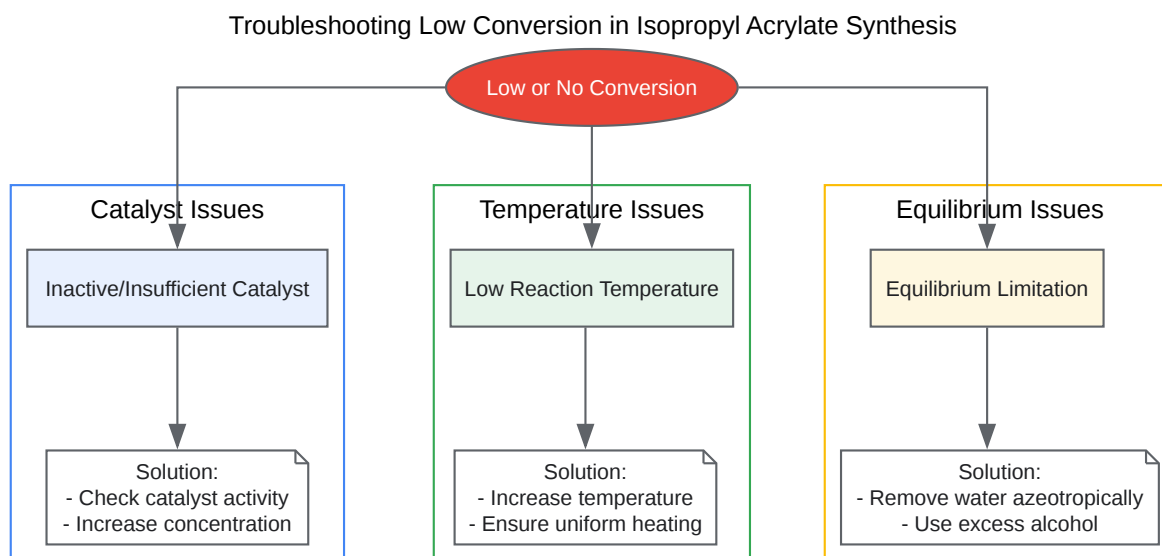 Troubleshooting Low Conversion in Isopropyl Acrylate Synthesis
Low or No Conversion
Catalyst Issues
Inactive/Insufficient Catalyst
Solution:
- Check catalyst activity
- Increase concentration
Temperature Issues
Low Reaction Temperature
Solution:
- Increase temperature
- Ensure uniform heating
Equilibrium Issues
Equilibrium Limitation
Solution:
- Remove water azeotropically
- Use excess alcohol